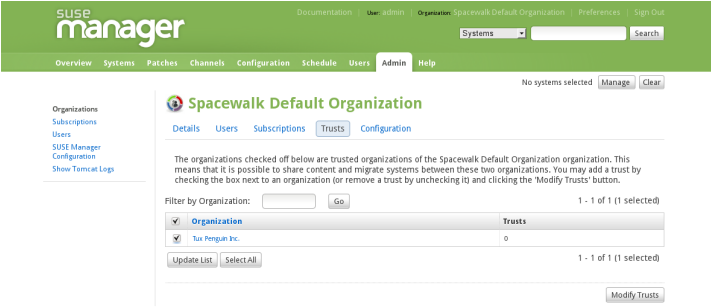 SUSE
manager
Documentation | User: admin | Organization: Spacewalk Default Organization | Preferences | Sign Out
Systems Search
Overview Systems Patches Channels Configuration Schedule Users Admin Help
No systems selected Manage Clear
Organizations
Subscriptions
Users
SUSE Manager
Configuration
Show Tomcat Logs
Spacewalk Default Organization
Details Users Subscriptions Trusts Configuration
The organizations checked off below are trusted organizations of the Spacewalk Default Organization organization. This
means that it is possible to share content and migrate systems between these two organizations. You may add a trust by
checking the box next to an organization (or remove a trust by unchecking it) and clicking the 'Modify Trusts' button.
Filter by Organization: Go 1 - 1 of 1 (1 selected)
Organization Trusts
Tux Penguin Inc. 0
Update List Select All 1 - 1 of 1 (1 selected)
Modify Trusts